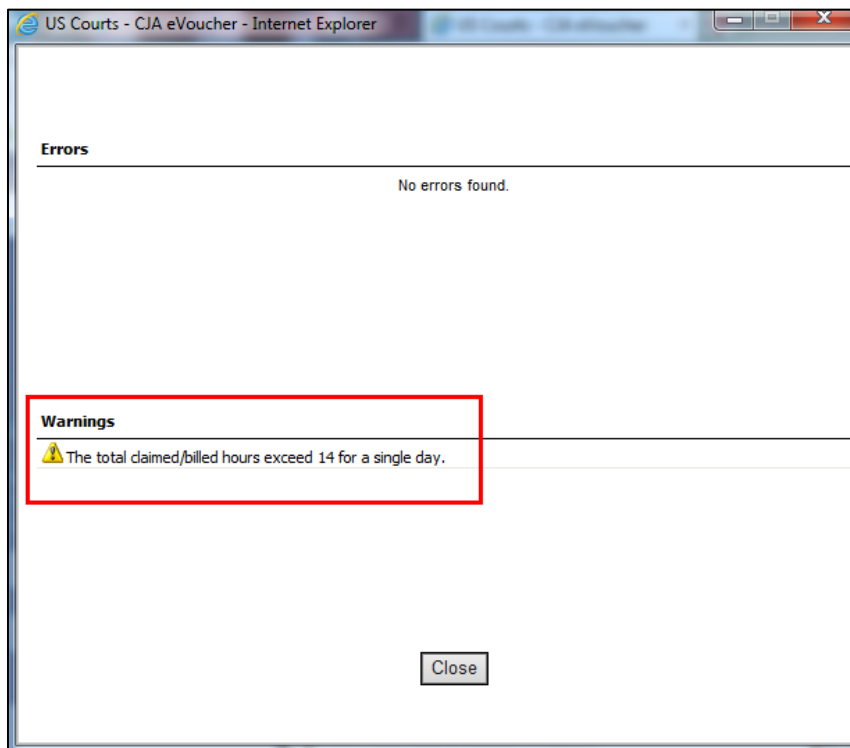 US Courts - CJA eVoucher - Internet Explorer
Errors
No errors found.
Warnings
The total claimed/billed hours exceed 14 for a single day.
Close